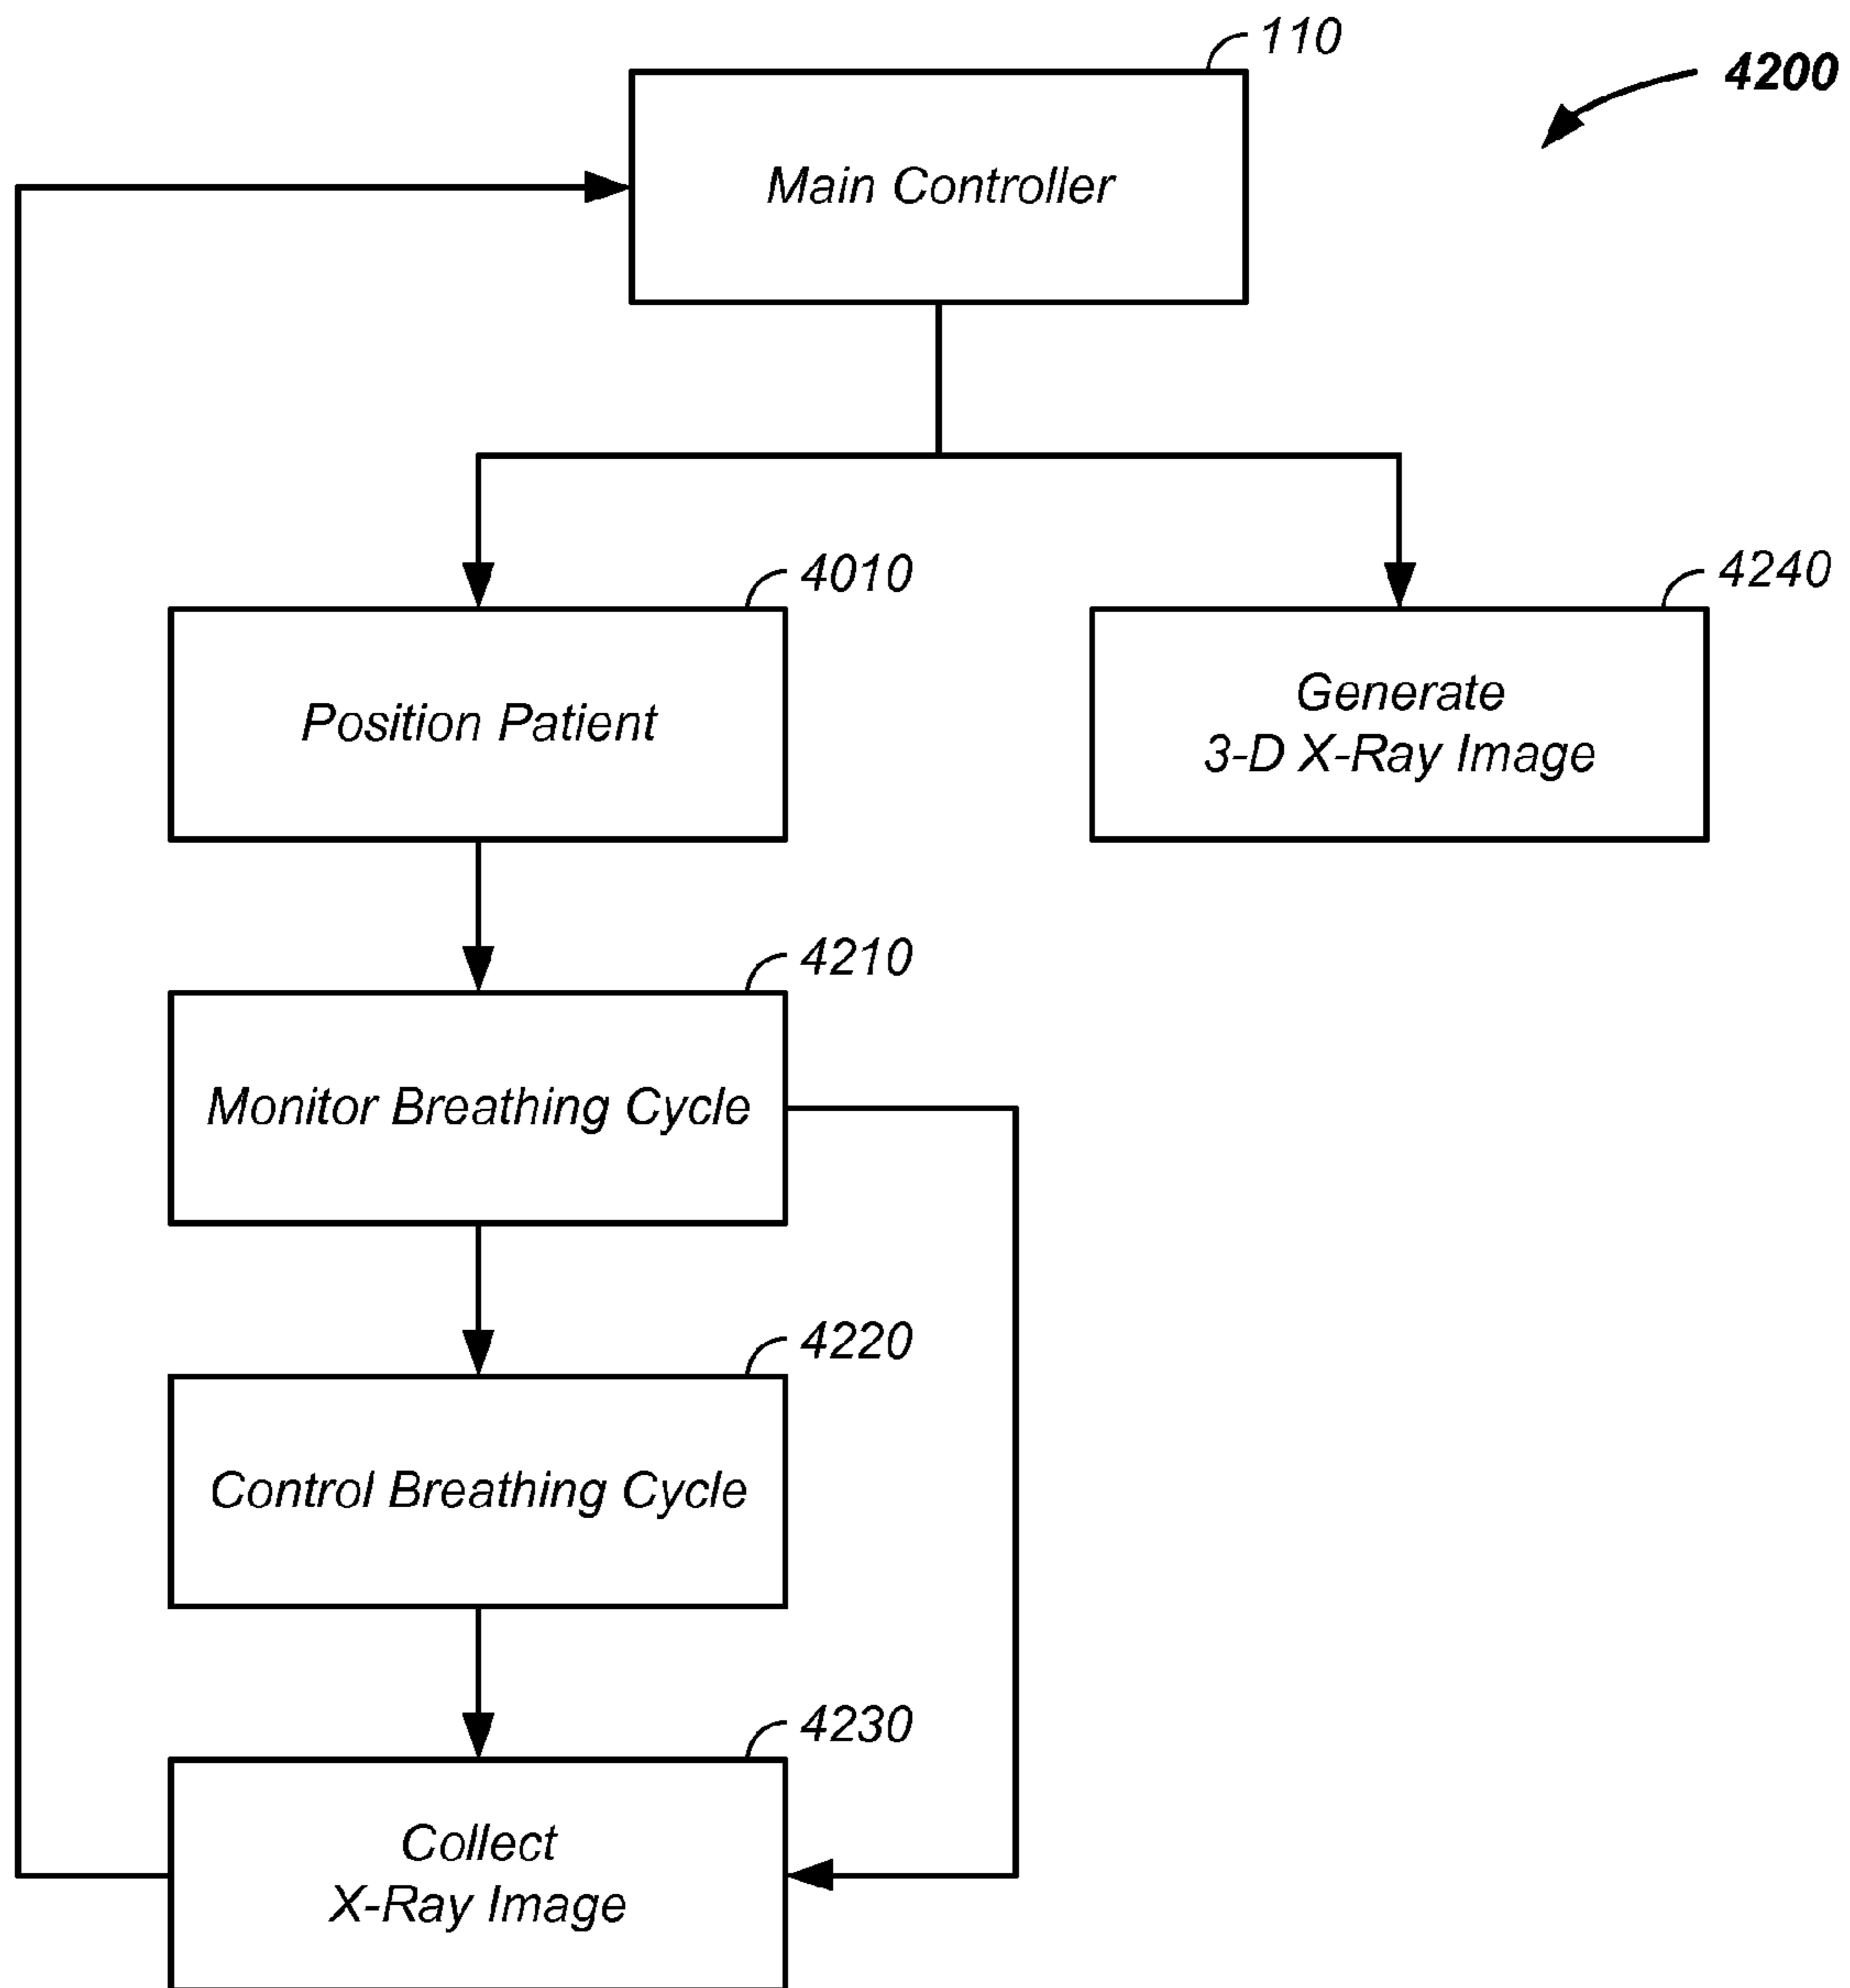 110
4200
Main Controller
4010
4240
Position Patient
Generate
3-D X-Ray Image
4210
Monitor Breathing Cycle
4220
Control Breathing Cycle
4230
Collect
X-Ray Image